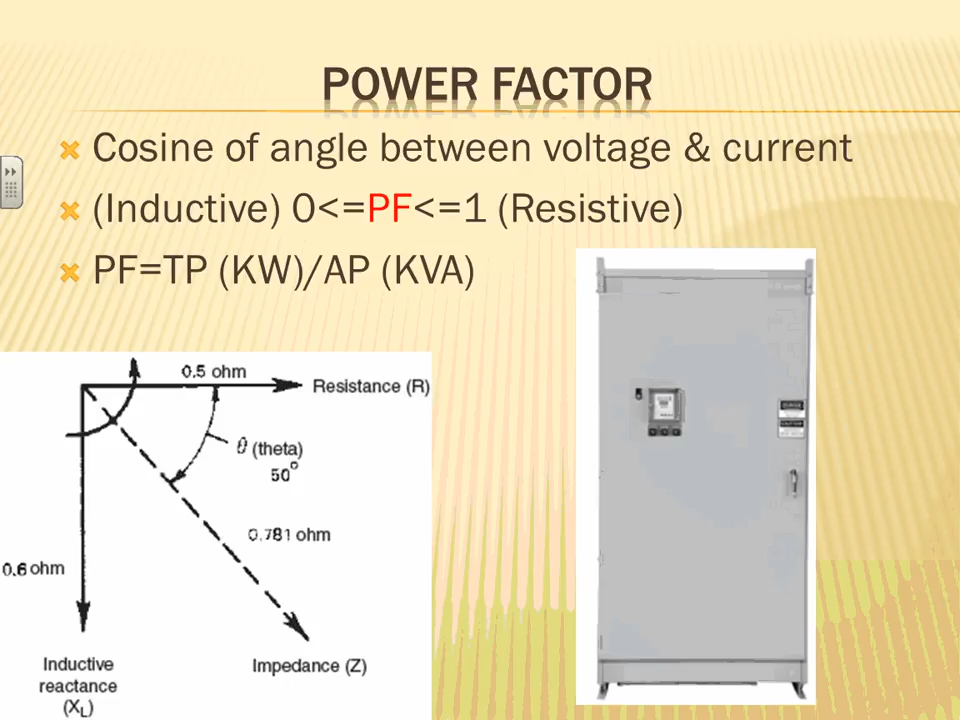 POWER FACTOR
Cosine of angle between voltage & current
(Inductive) 0<=PF<=1 (Resistive)
PF=TP (KW)/AP (KVA)
0.5 ohm
Resistance (R)
θ (theta)
50°
0.781 ohm
0.6 ohm
Inductive
reactance
(XL)
Impedance (Z)